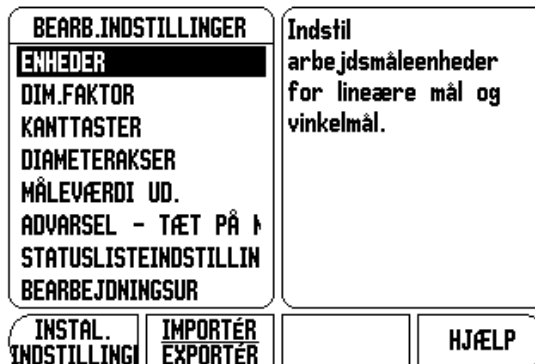 BEARB.INDSTILLINGER
ENHEDER
DIM.FAKTOR
KANTTASTER
DIAMETERAKSER
MÅLEVÆRDI UD.
ADVARSEL - TÆT PÅ
STATUSLISTEINDSTILLIN
BEARBEJDNINGSUR
Indstil
arbejdsmåleenheder
for lineære mål og
vinkelmål.
INSTAL.
INDSTILLINGE
IMPORTÉR
EXPORTÉR
HJÆLP